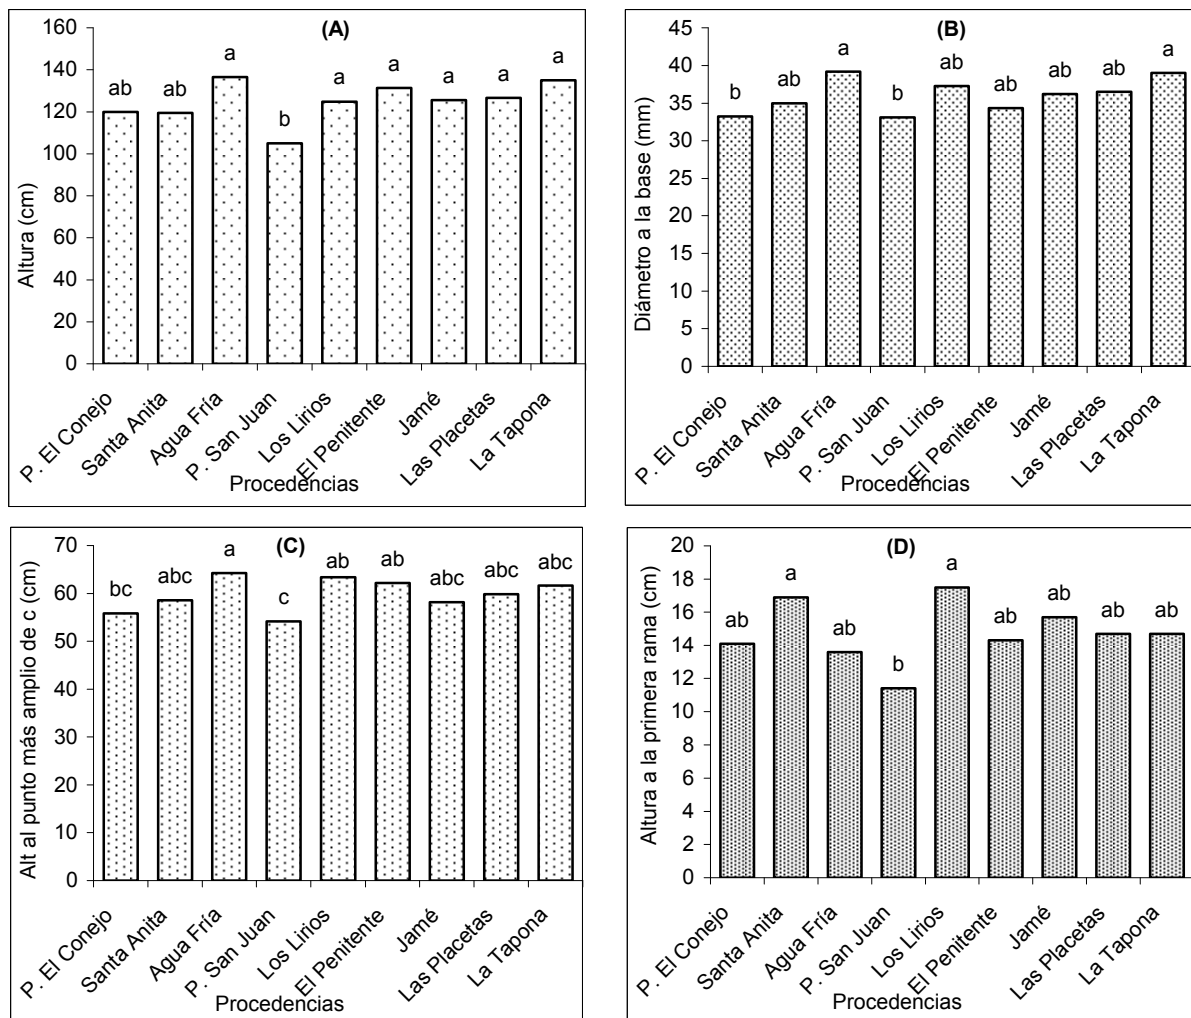 (A)
Altura (cm)
160
140
120
100
80
60
40
20
0
ab ab a b a a a a a
P. El Conejo
Santa Anita
Agua Fría
P. San Juan
Los Lirios
El Penitente
Jamé
Las Placetas
La Tapona
Procedencias
(B)
Diámetro a la base (mm)
45
40
35
30
25
20
15
10
5
0
b ab a b ab ab ab ab a
P. El Conejo
Santa Anita
Agua Fría
P. San Juan
Los Lirios
El Penitente
Jamé
Las Placetas
La Tapona
Procedencias
(C)
Alt al punto más amplio de c (cm)
70
60
50
40
30
20
10
0
bc abc a c ab ab abc abc abc
P. El Conejo
Santa Anita
Agua Fría
P. San Juan
Los Lirios
El Penitente
Jamé
Las Placetas
La Tapona
Procedencias
(D)
Altura a la primera rama (cm)
20
18
16
14
12
10
8
6
4
2
0
ab a ab b a ab ab ab ab
P. El Conejo
Santa Anita
Agua Fría
P. San Juan
Los Lirios
El Penitente
Jamé
Las Placetas
La Tapona
Procedencias